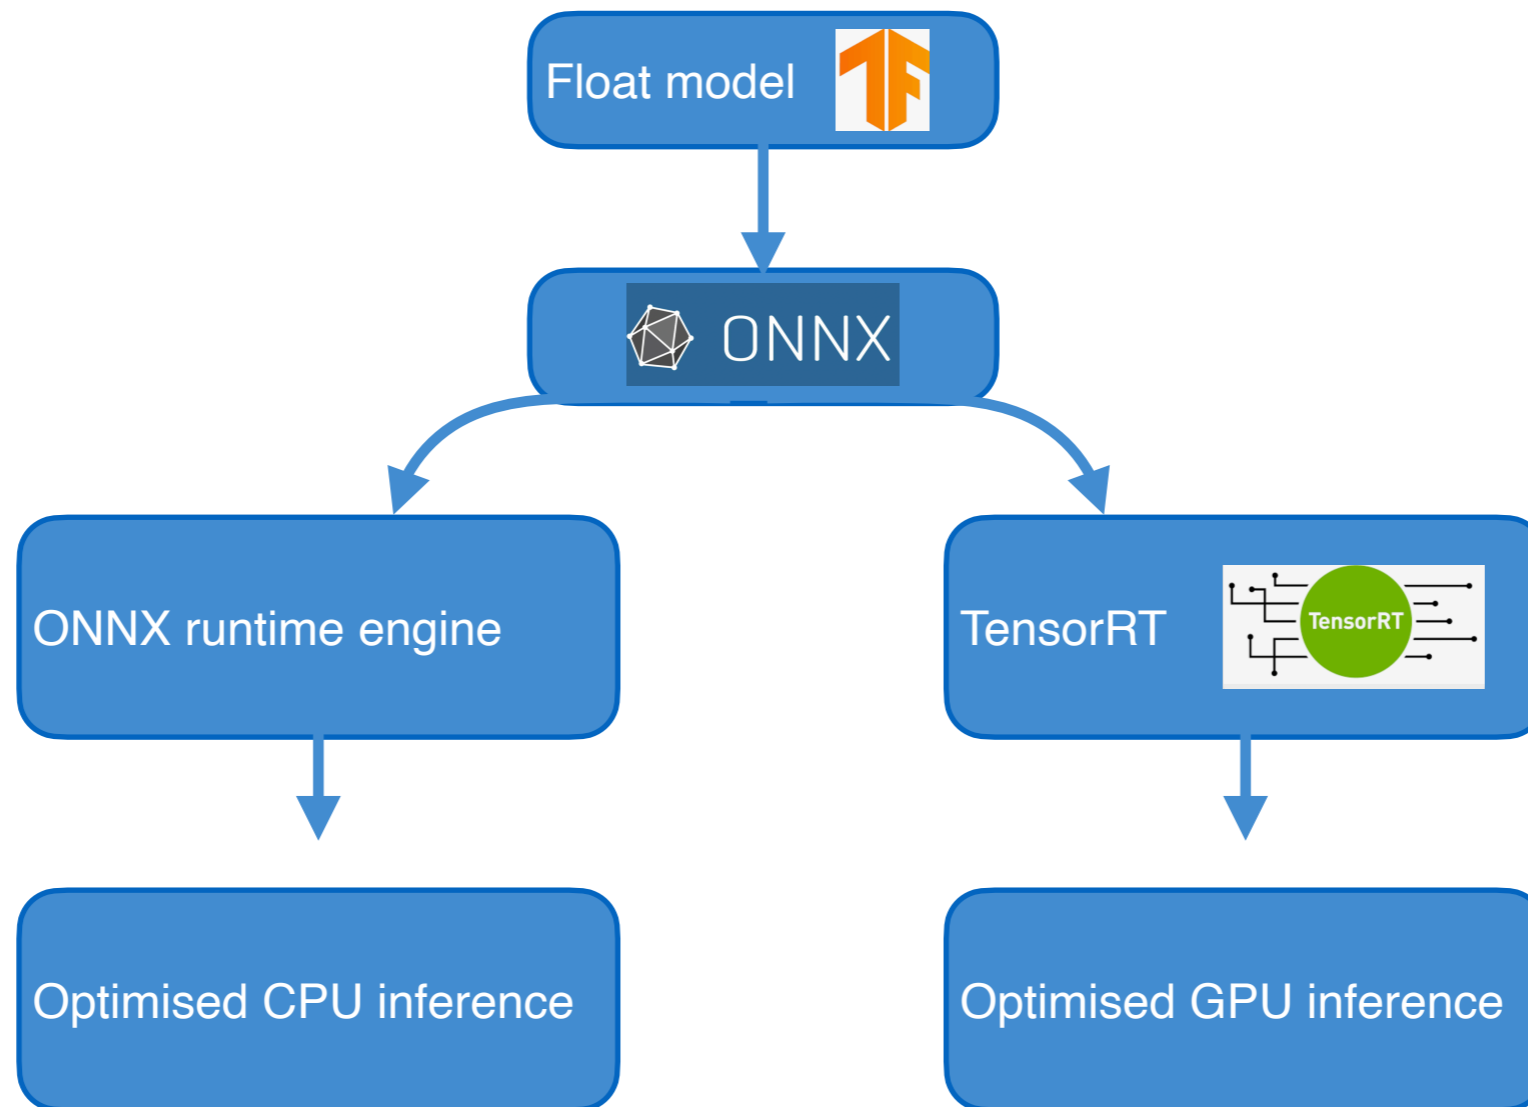 Float model
ONNX
ONNX runtime engine
TensorRT
TensorRT
Optimised CPU inference
Optimised GPU inference